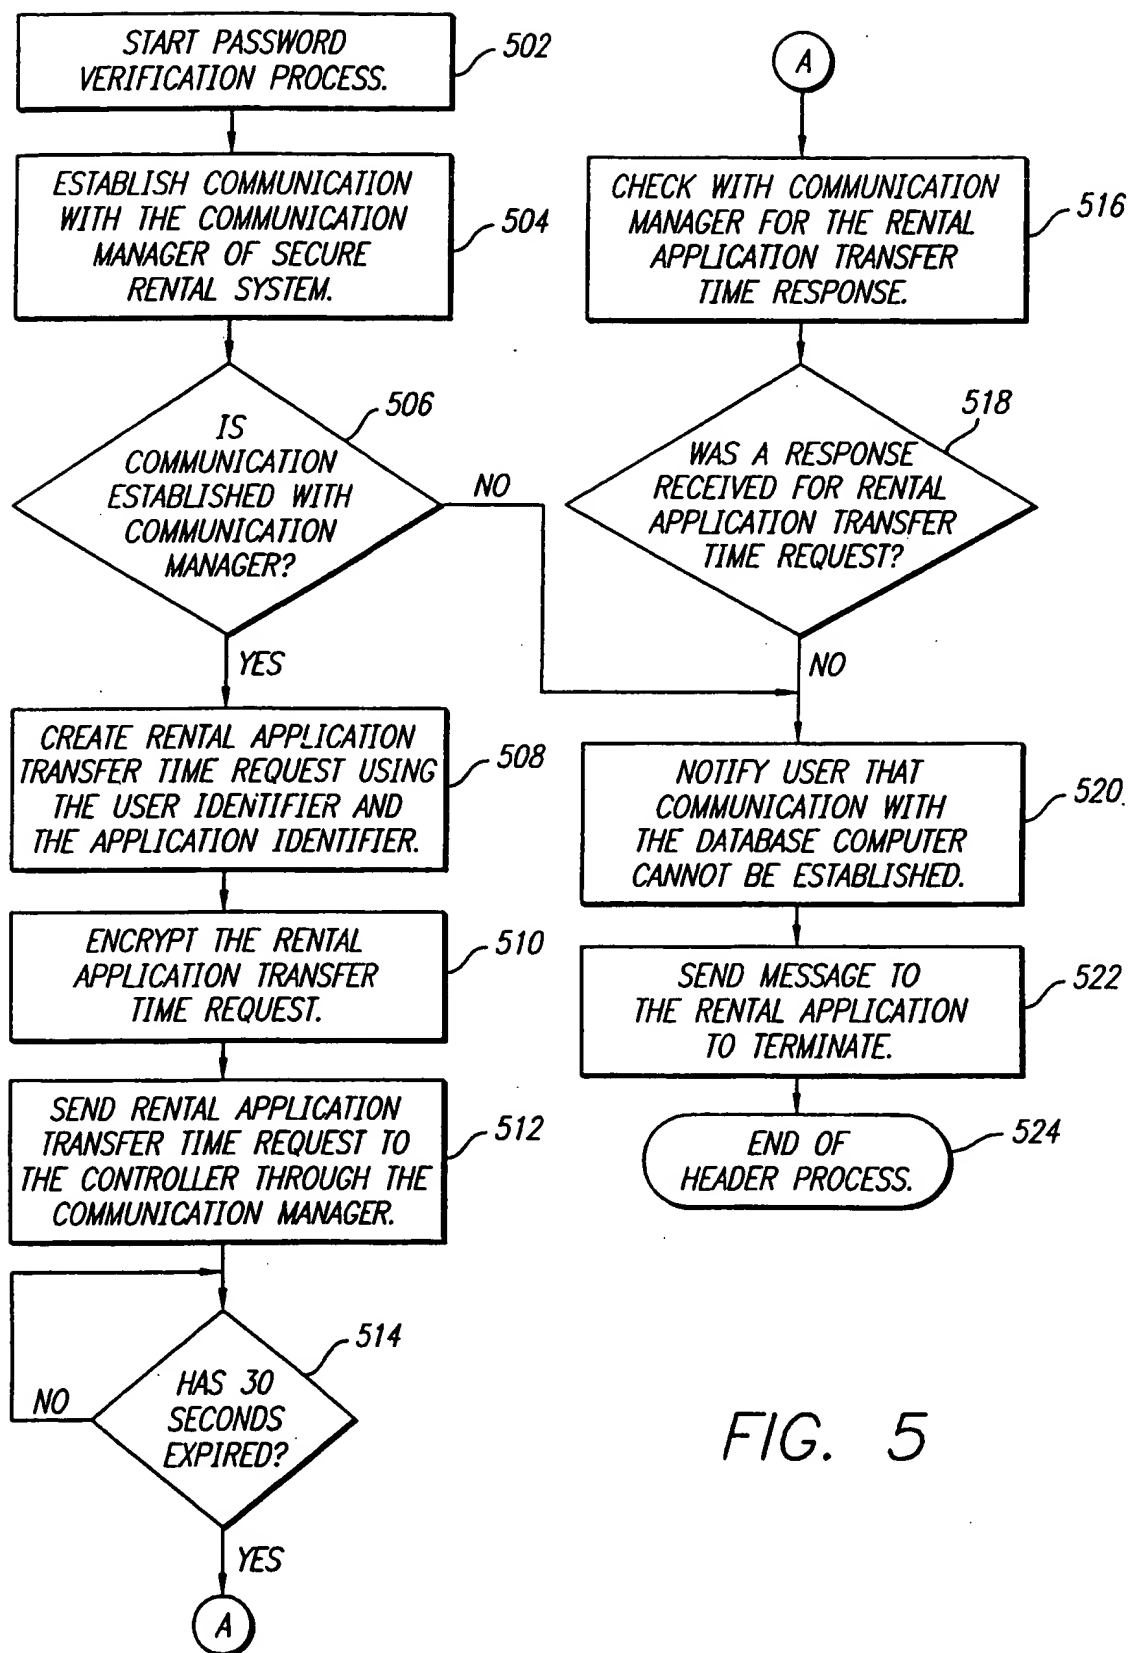 START PASSWORD
VERIFICATION PROCESS.
502
ESTABLISH COMMUNICATION
WITH THE COMMUNICATION
MANAGER OF SECURE
RENTAL SYSTEM.
504
IS
COMMUNICATION
ESTABLISHED WITH
COMMUNICATION
MANAGER?
506
NO
YES
CREATE RENTAL APPLICATION
TRANSFER TIME REQUEST USING
THE USER IDENTIFIER AND
THE APPLICATION IDENTIFIER.
508
ENCRYPT THE RENTAL
APPLICATION TRANSFER
TIME REQUEST.
510
SEND RENTAL APPLICATION
TRANSFER TIME REQUEST TO
THE CONTROLLER THROUGH THE
COMMUNICATION MANAGER.
512
HAS 30
SECONDS
EXPIRED?
514
NO
YES
A
A
CHECK WITH COMMUNICATION
MANAGER FOR THE RENTAL
APPLICATION TRANSFER
TIME RESPONSE.
516
WAS A RESPONSE
RECEIVED FOR RENTAL
APPLICATION TRANSFER
TIME REQUEST?
518
NO
NOTIFY USER THAT
COMMUNICATION WITH
THE DATABASE COMPUTER
CANNOT BE ESTABLISHED.
520
SEND MESSAGE TO
THE RENTAL APPLICATION
TO TERMINATE.
522
END OF
HEADER PROCESS.
524
FIG. 5